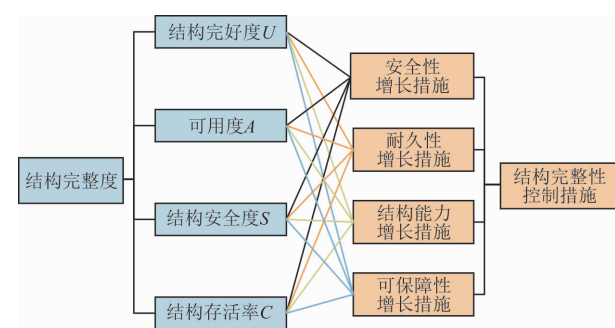 结构完好度U
可用度A
结构完整度
结构安全度S
结构存活率C
安全性
增长措施
耐久性
增长措施
结构能力
增长措施
可保障性
增长措施
结构完整性
控制措施